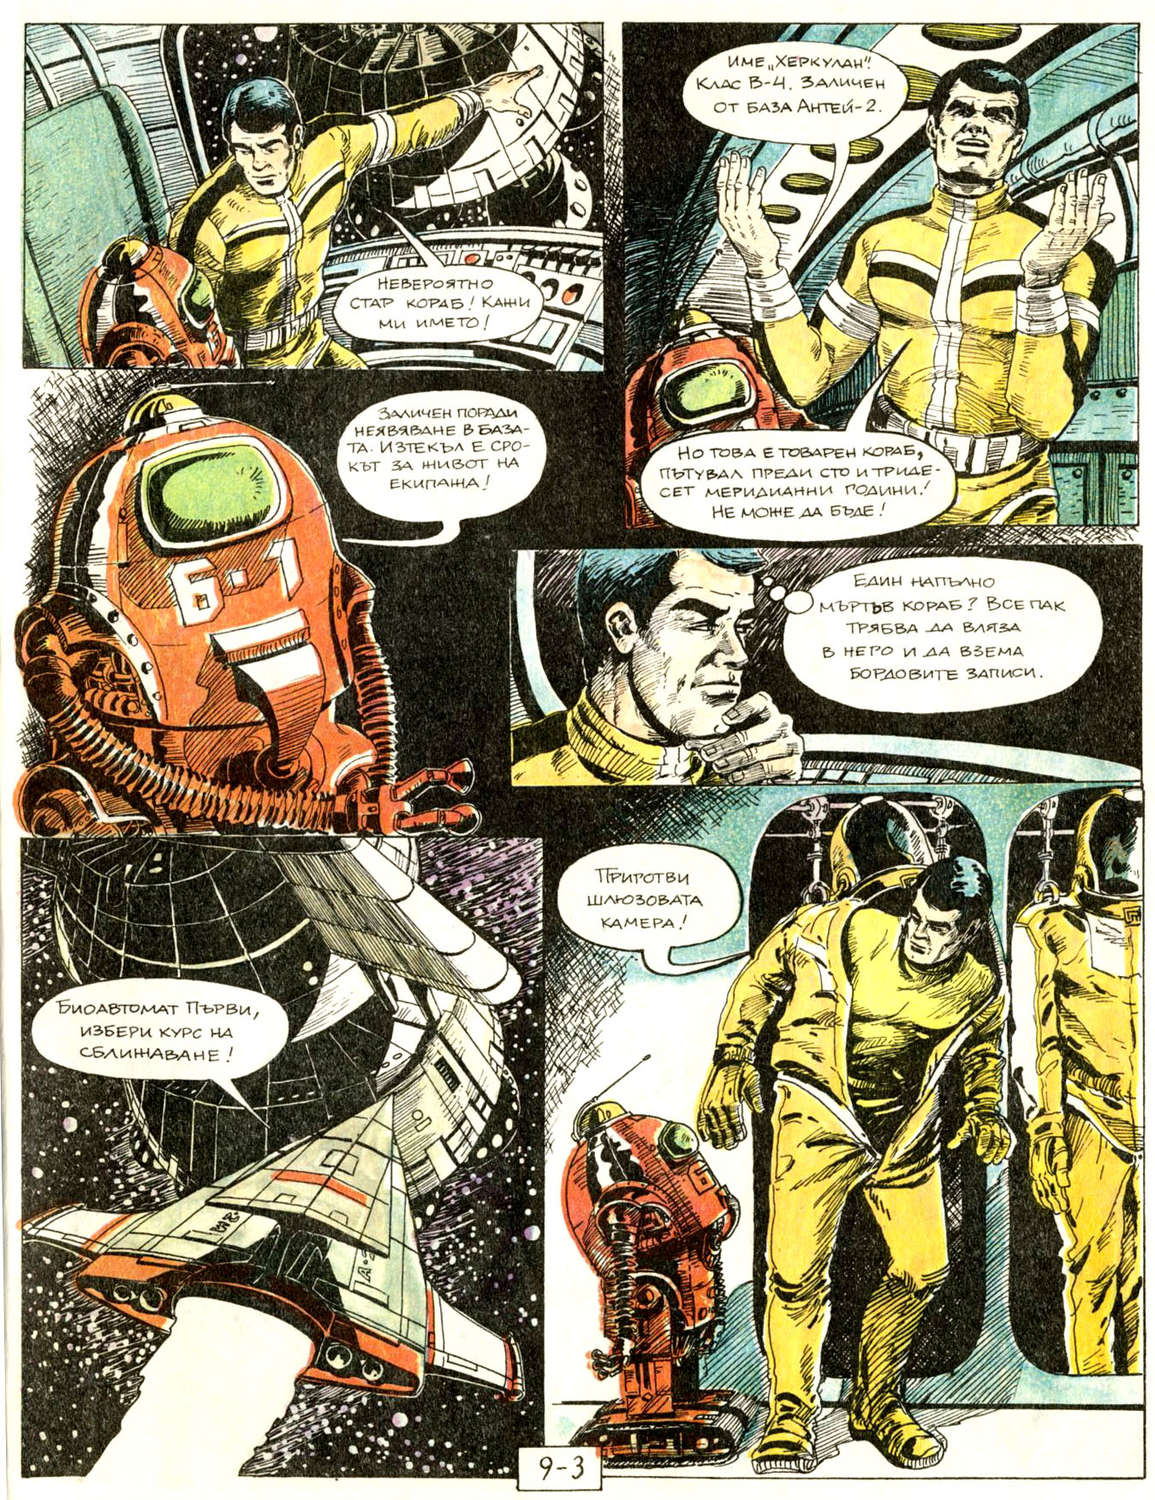 НЕВЕРОЯТНО
СТАР КОРАБ! КАЖИ
МИ ИМЕТО!
ИМЕ „ХЕРКУЛАН“.
КЛАС В-4. ЗАЛИЧЕН
ОТ БАЗА АНТЕЙ-2.
НО ТОВА Е ТОВАРЕН КОРАБ,
ПЪТУВАЛ ПРЕДИ СТО И ТРИДЕ-
СЕТ МЕРИДИАННИ ГОДИНИ!
НЕ МОЖЕ ДА БЪДЕ!
ЗАЛИЧЕН ПОРАДИ
НЕЯВЯВАНЕ В БАЗА-
ТА. ИЗТЕКЪЛ Е СРО-
КЪТ ЗА ЖИВОТ НА
ЕКИПАЖА!
6-1
ЕДИН НАПЪЛНО
МЪРТЪВ КОРАБ? ВСЕ ПАК
ТРЯБВА ДА ВЛЯЗА
В НЕГО И ДА ВЗЕМА
БОРДОВИТЕ ЗАПИСИ.
БИОАВТОМАТ ПЪРВИ,
ИЗБЕРИ КУРС НА
СБЛИЖАВАНЕ!
ПРИГОТВИ
ШЛЮЗОВАТА
КАМЕРА!
9-3